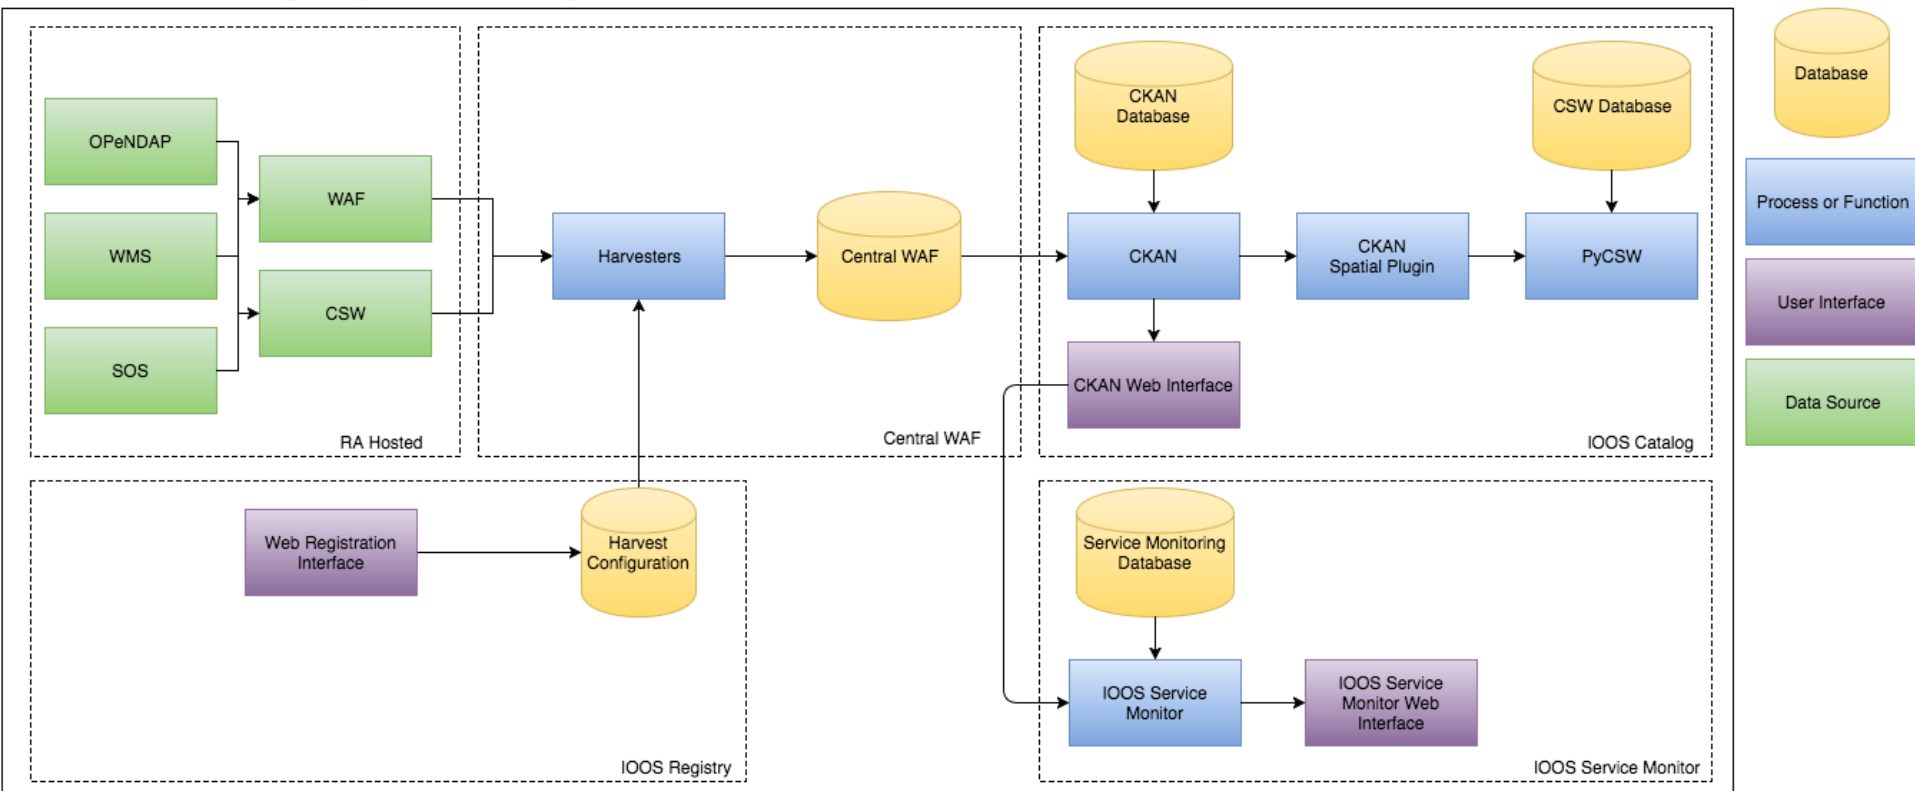 OPeNDAP
WMS
SOS
WAF
CSW
RA Hosted
Harvesters
Central WAF
Central WAF
CKAN
Database
CSW Database
CKAN
CKAN
Spatial Plugin
PyCSW
CKAN Web Interface
IOOS Catalog
Web Registration
Interface
Harvest
Configuration
IOOS Registry
Service Monitoring
Database
IOOS Service
Monitor
IOOS Service
Monitor Web
Interface
IOOS Service Monitor
Database
Process or Function
User Interface
Data Source